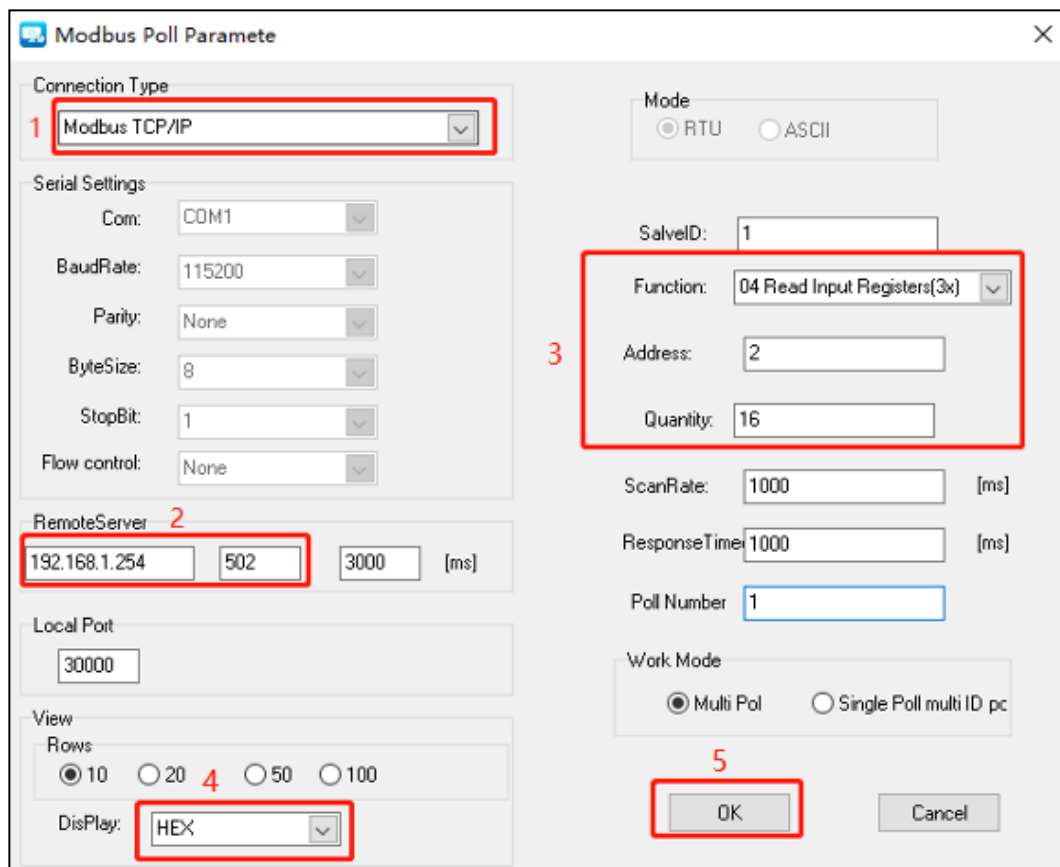 Modbus Poll Paramete
Connection Type
1 Modbus TCP/IP
Mode
RTU ASCII
Serial Settings
Com: COM1
BaudRate: 115200
Parity: None
ByteSize: 8
StopBit: 1
Flow control: None
SalveID: 1
3
Function: 04 Read Input Registers(3x)
Address: 2
Quantity: 16
ScanRate: 1000 [ms]
ResponseTime 1000 [ms]
Poll Number 1
RemoteServer 2
192.168.1.254 502 3000 [ms]
Local Port
30000
Work Mode
Multi Pol Single Poll multi ID pc
View
Rows
10 20 50 100
4
DisPlay: HEX
5
OK Cancel